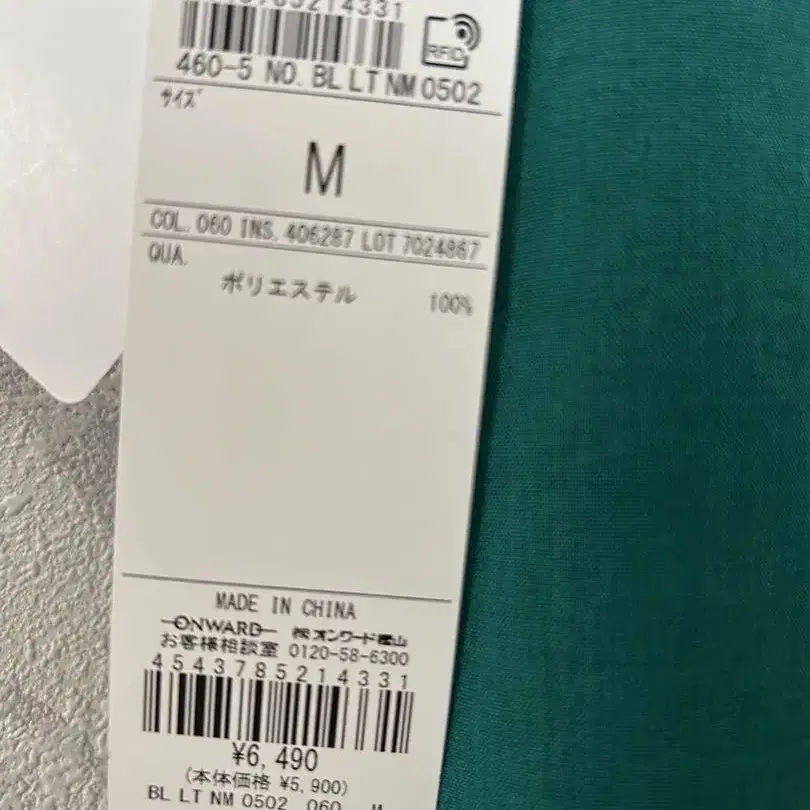 214331
RFID
460-5 NO. BL LT NM 0502
サイズ
M
COL. 060 INS. 406287 LOT 7024867
QUA.
ポリエステル 100%
MADE IN CHINA
ONWARD ㈱オンワード樫山
お客様相談室 0120-58-6300
4543785214331
¥6,490
(本体価格 ¥5,900)
BL LT NM 0502 060 M